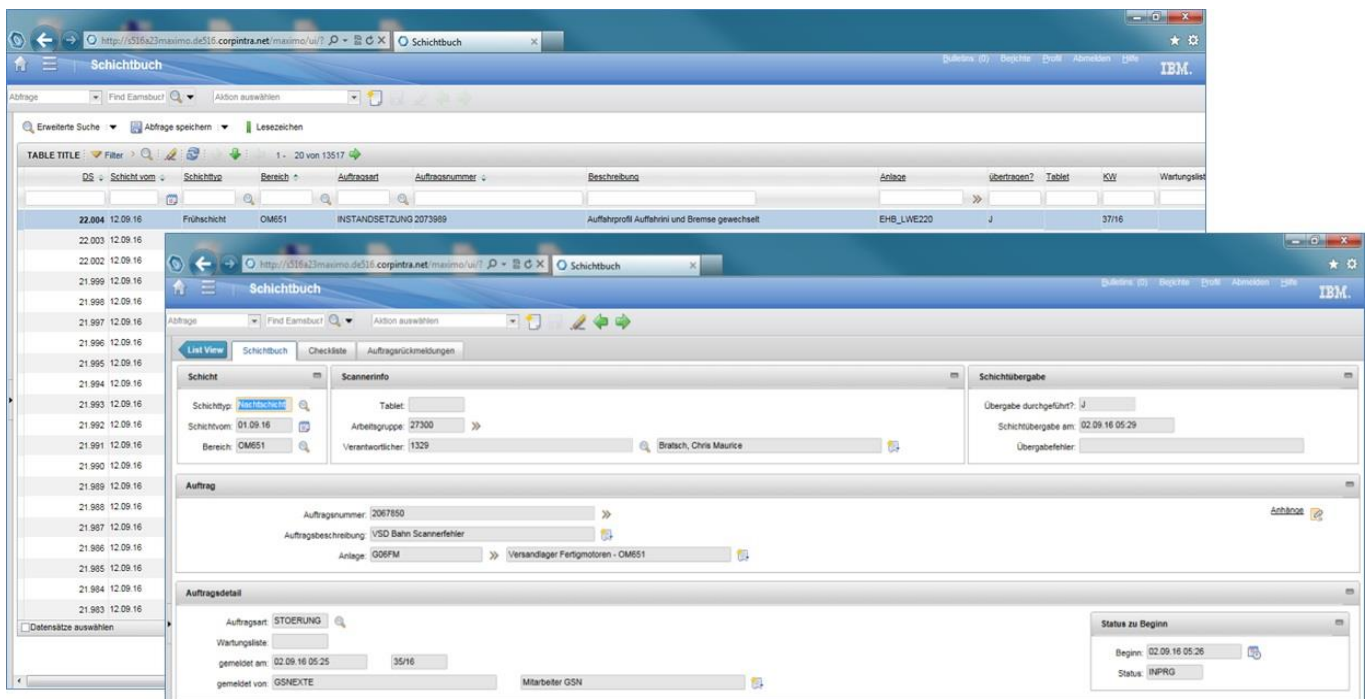 http://s516a23maximo.de516.corpintra.net/maximo/ui/? Schichtbuch
Schichtbuch
Bulletins: (0) Berichte Profil Abmelden Hilfe IBM.
Abfrage Find Eamsbuch Aktion auswählen
Erweiterte Suche Abfrage speichern Lesezeichen
TABLE TITLE Filter 1 - 20 von 13517
DS Schicht vom Schichttyp Bereich Auftragsart Auftragsnummer Beschreibung Anlage übertragen? Tablet KW Wartungslist
22.004 12.09.16 Frühschicht OM651 INSTANDSETZUNG 2073989 Auffahrprofil Auffahrini und Bremse gewechselt EHB_LWE220 J 37/16
22.003 12.09.16
22.002 12.09.16
21.999 12.09.16
21.998 12.09.16
21.997 12.09.16
21.996 12.09.16
21.995 12.09.16
21.994 12.09.16
21.993 12.09.16
21.992 12.09.16
21.991 12.09.16
21.990 12.09.16
21.989 12.09.16
21.988 12.09.16
21.987 12.09.16
21.986 12.09.16
21.985 12.09.16
21.984 12.09.16
21.983 12.09.16
Datensätze auswählen
http://s516a23maximo.de516.corpintra.net/maximo/ui/? Schichtbuch
Schichtbuch
Bulletins: (0) Berichte Profil Abmelden Hilfe IBM.
Abfrage Find Eamsbuch Aktion auswählen
List View Schichtbuch Checkliste Auftragsrückmeldungen
Schicht Scannerinfo Schichtübergabe
Schichttyp: Nachtschicht Tablet: Übergabe durchgeführt?: J
Schichtvom: 01.09.16 Arbeitsgruppe: 27300 Schichtübergabe am: 02.09.16 05:29
Bereich: OM651 Verantwortlicher: 1329 Bratsch, Chris Maurice Übergabefehler:
Auftrag
Auftragsnummer: 2067850 Anhänge
Auftragsbeschreibung: VSD Bahn Scannerfehler
Anlage: G06FM Versandlager Fertigmotoren - OM651
Auftragsdetail
Auftragsart: STOERUNG Status zu Beginn
Wartungsliste:
gemeldet am: 02.09.16 05:25 35/16 Beginn: 02.09.16 05:26
gemeldet von: GSNEXTE Mitarbeiter GSN Status: INPRG